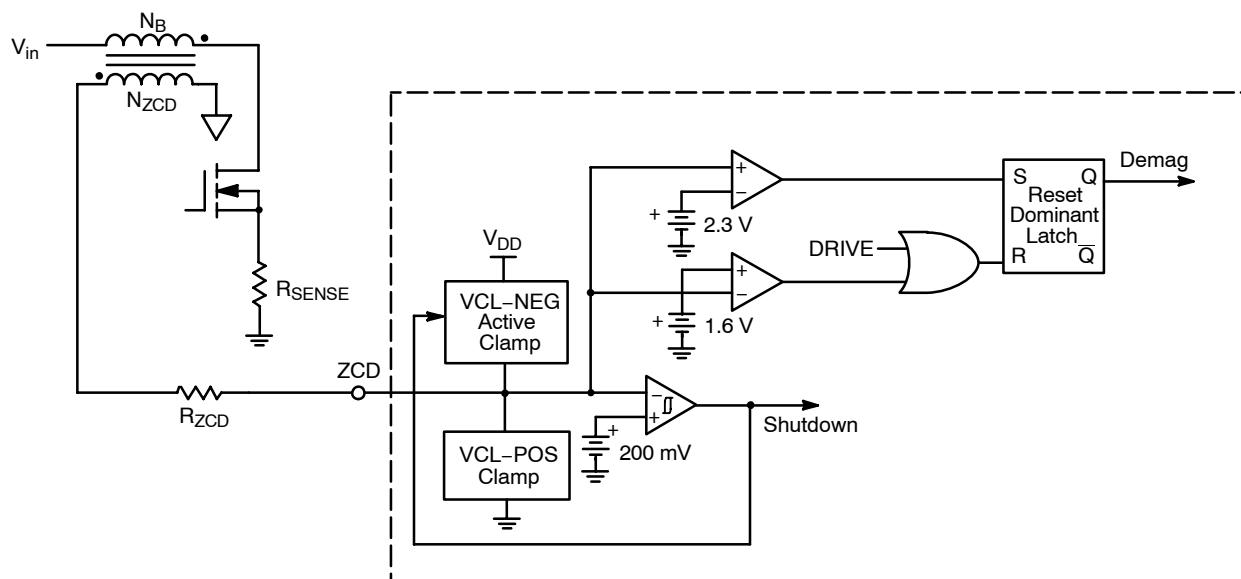 N_B
V_in
N_ZCD
R_SENSE
R_ZCD
ZCD
V_DD
VCL–NEG
Active
Clamp
VCL–POS
Clamp
+
–
+
2.3 V
+
–
+
1.6 V
–
+
+
200 mV
Shutdown
DRIVE
S Q
Reset
Dominant
Latch
R Q̅
Demag